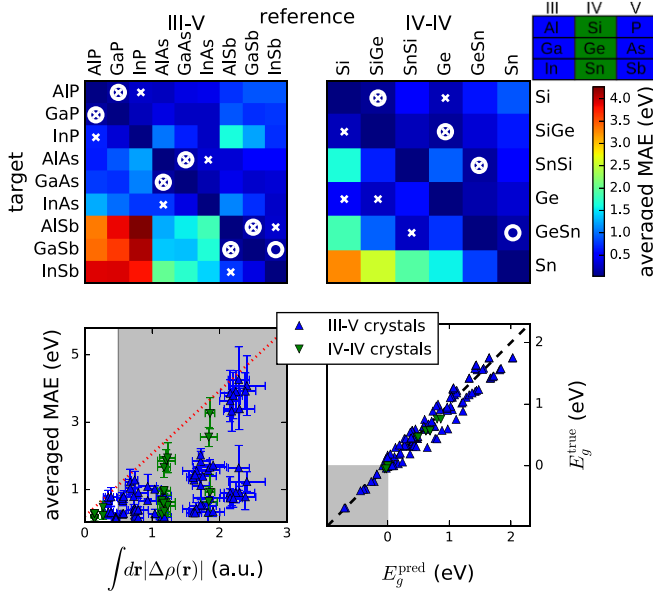 reference
III-V
IV-IV
III IV V
Al Si P
Ga Ge As
In Sn Sb
AlP GaP InP AlAs GaAs InAs AlSb GaSb InSb
Si SiGe SnSi Ge GeSn Sn
target
AlP
GaP
InP
AlAs
GaAs
InAs
AlSb
GaSb
InSb
Si
SiGe
SnSi
Ge
GeSn
Sn
4.0
3.5
3.0
2.5
2.0
1.5
1.0
0.5
0.0
averaged MAE (eV)
III-V crystals
IV-IV crystals
averaged MAE (eV)
5
3
1
0 1 2 3
∫dr|Δρ(r)| (a.u.)
2
1
0
E_g^true (eV)
0 1 2
E_g^pred (eV)